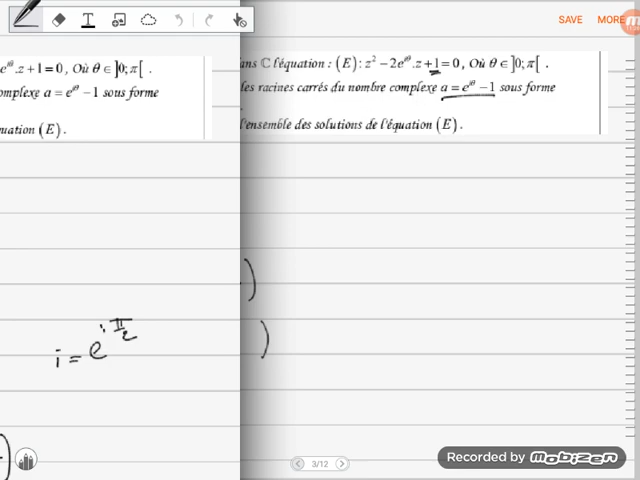 SAVE MORE
e^{iθ}.z+1=0, Où θ ∈ ]0;π[ .
omplexe a = e^{iθ} −1 sous forme
uation (E).
ans ℂ l'équation : (E): z² −2e^{iθ}.z+1=0, Où θ ∈ ]0;π[ .
les racines carrés du nombre complexe a = e^{iθ} −1 sous forme
.
l'ensemble des solutions de l'équation (E).
)
)
i = e^{i π/2}
3/12
Recorded by MOBIZEN